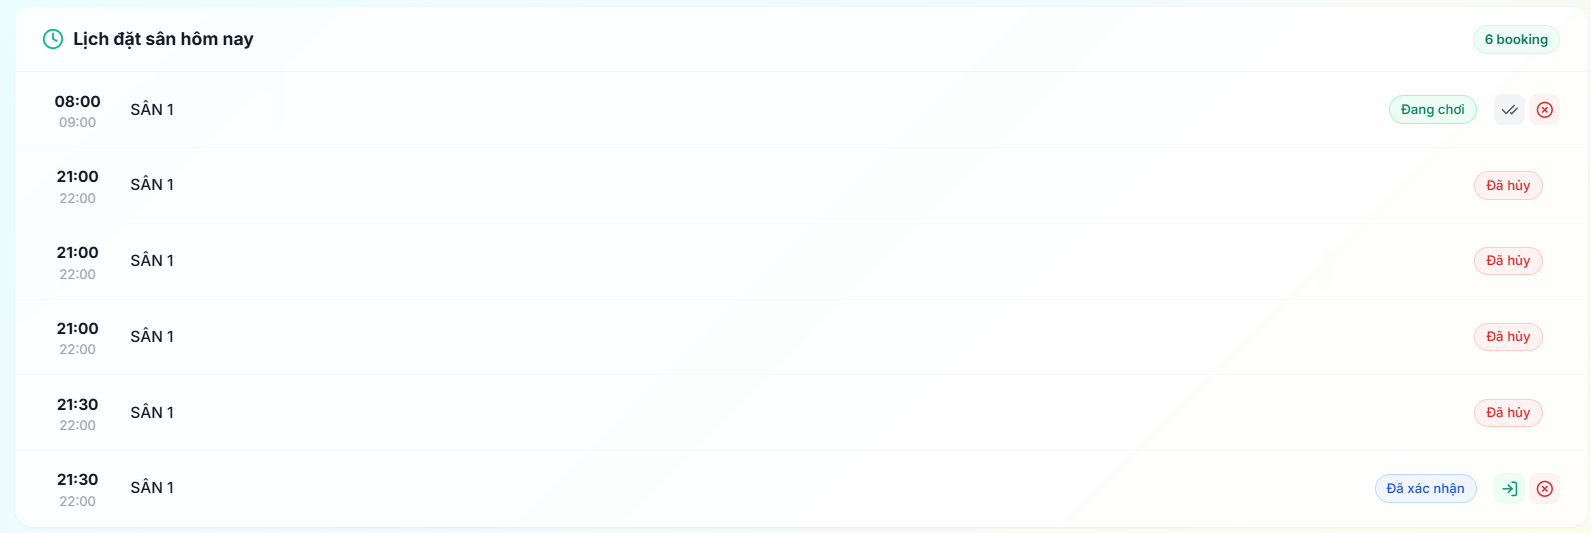 Lịch đặt sân hôm nay
6 booking
08:00
09:00
SÂN 1
Đang chơi
21:00
22:00
SÂN 1
Đã hủy
21:00
22:00
SÂN 1
Đã hủy
21:00
22:00
SÂN 1
Đã hủy
21:30
22:00
SÂN 1
Đã hủy
21:30
22:00
SÂN 1
Đã xác nhận